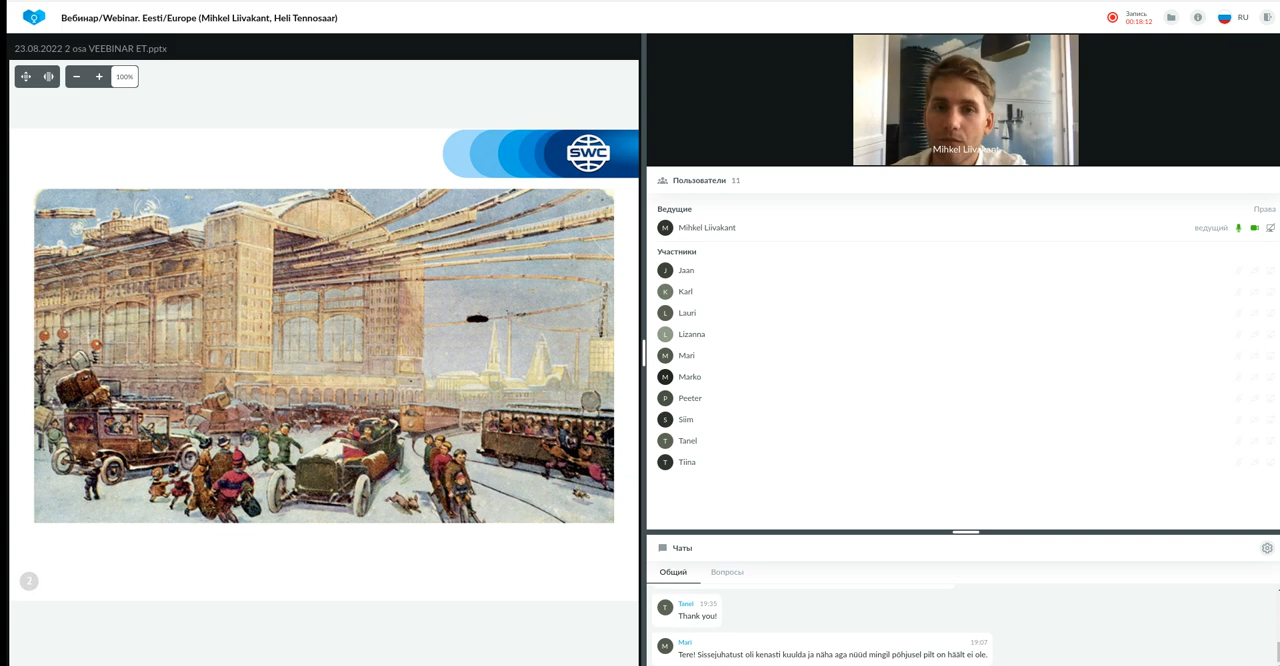 Вебинар/Webinar. Eesti/Europe (Mihkel Liivakant, Heli Tennosaar)
Запись
00:18:12
RU
23.08.2022 2 osa VEEBINAR ET.pptx
100%
SWC
2
Mihkel Liivakant
Пользователи 11
Ведущие
Права
M Mihkel Liivakant
ведущий
Участники
J Jaan
K Karl
L Lauri
L Lizanna
M Mari
M Marko
P Peeter
S Siim
T Tanel
T Tiina
Чаты
Общий Вопросы
T Tanel 19:35
Thank you!
M Mari 19:07
Tere! Sissejuhatust oli kenasti kuulda ja näha aga nüüd mingil põhjusel pilt on häält ei ole.